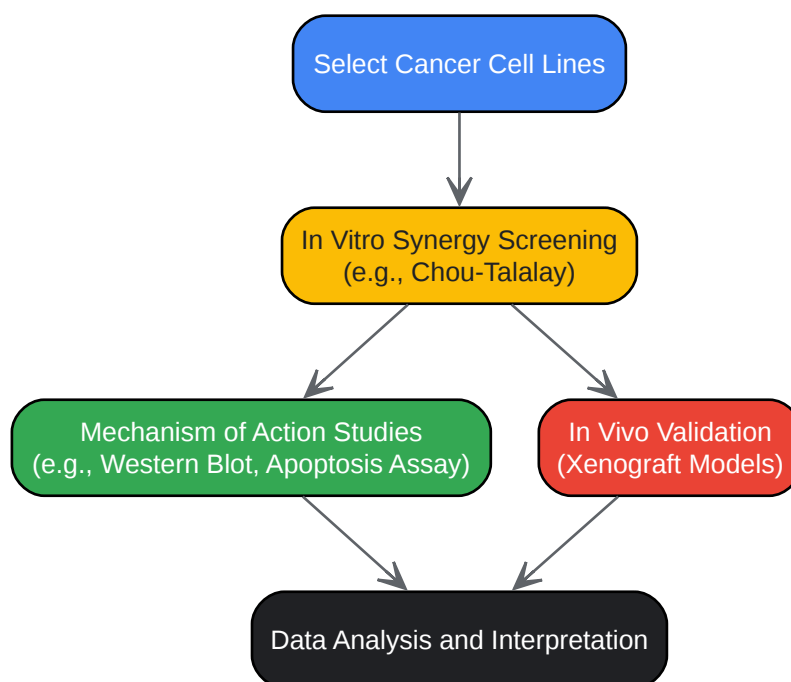 Select Cancer Cell Lines
In Vitro Synergy Screening
(e.g., Chou-Talalay)
Mechanism of Action Studies
(e.g., Western Blot, Apoptosis Assay)
In Vivo Validation
(Xenograft Models)
Data Analysis and Interpretation